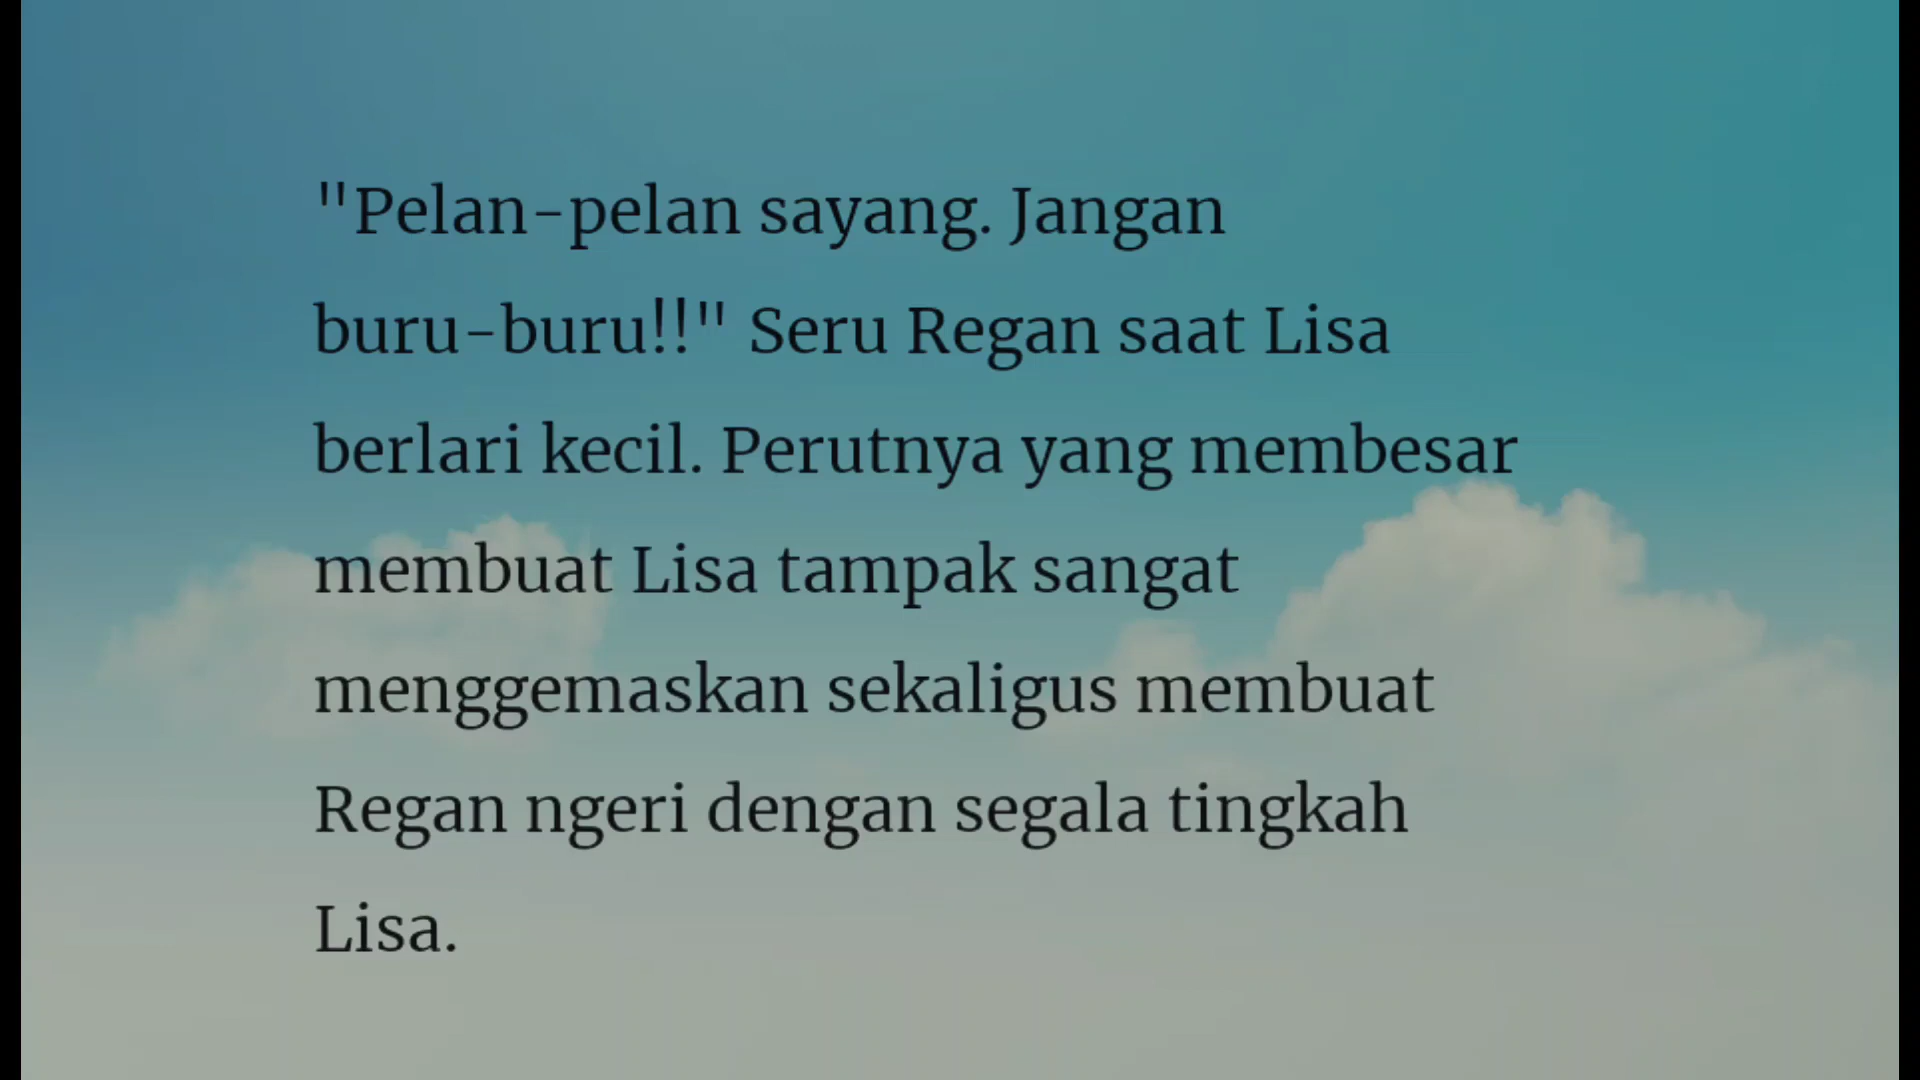 "Pelan-pelan sayang. Jangan
buru-buru!!" Seru Regan saat Lisa
berlari kecil. Perutnya yang membesar
membuat Lisa tampak sangat
menggemaskan sekaligus membuat
Regan ngeri dengan segala tingkah
Lisa.